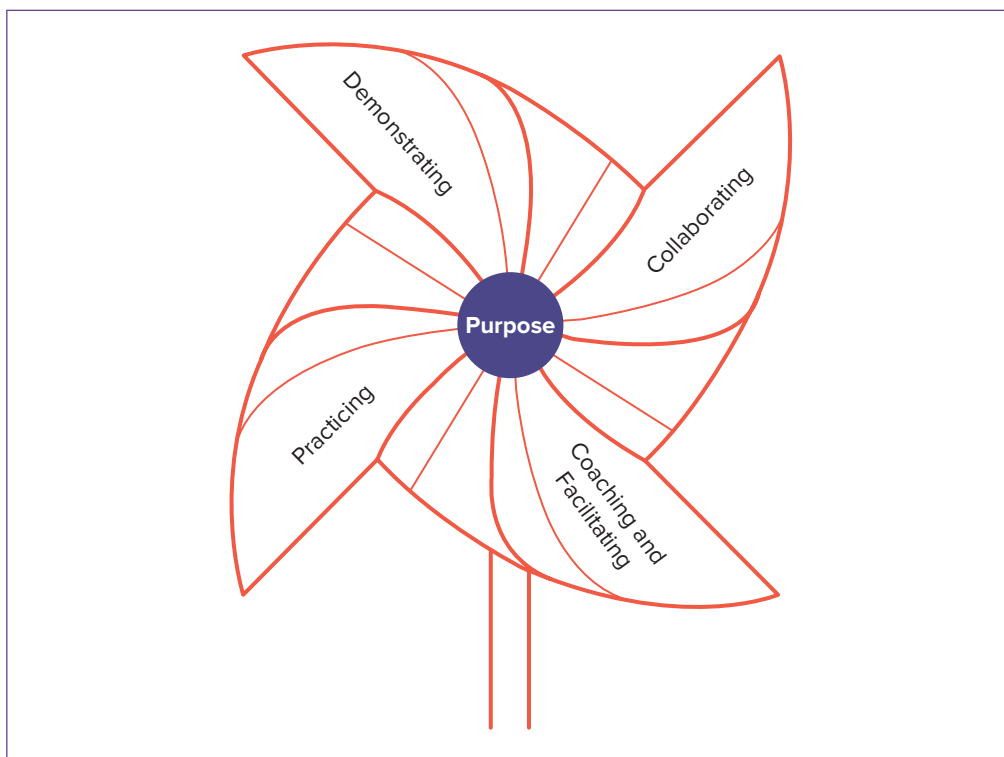 Demonstrating
Collaborating
Purpose
Practicing
Coaching and
Facilitating